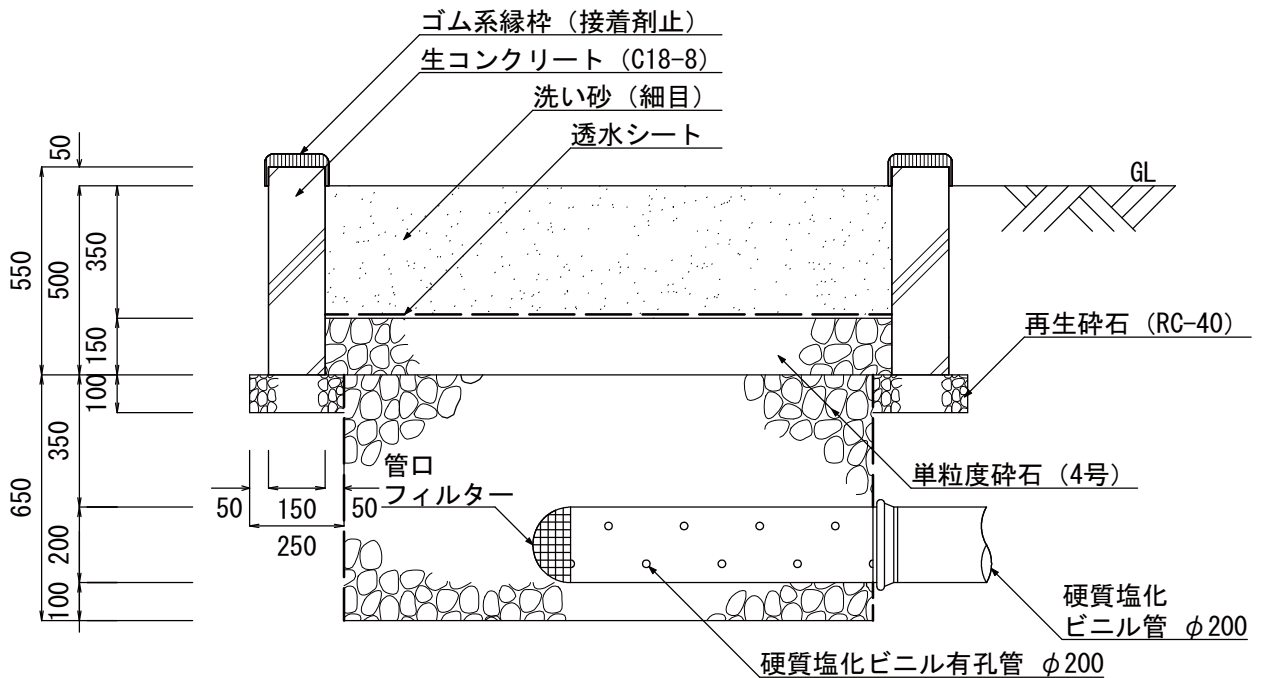 ゴム系縁枠（接着剤止）
生コンクリート（C18-8）
洗い砂（細目）
透水シート
GL
50
550
500
350
150
100
再生砕石（RC-40）
350
650
200
100
50
150
50
250
管口
フィルター
単粒度砕石（4号）
硬質塩化
ビニル管 φ200
硬質塩化ビニル有孔管 φ200